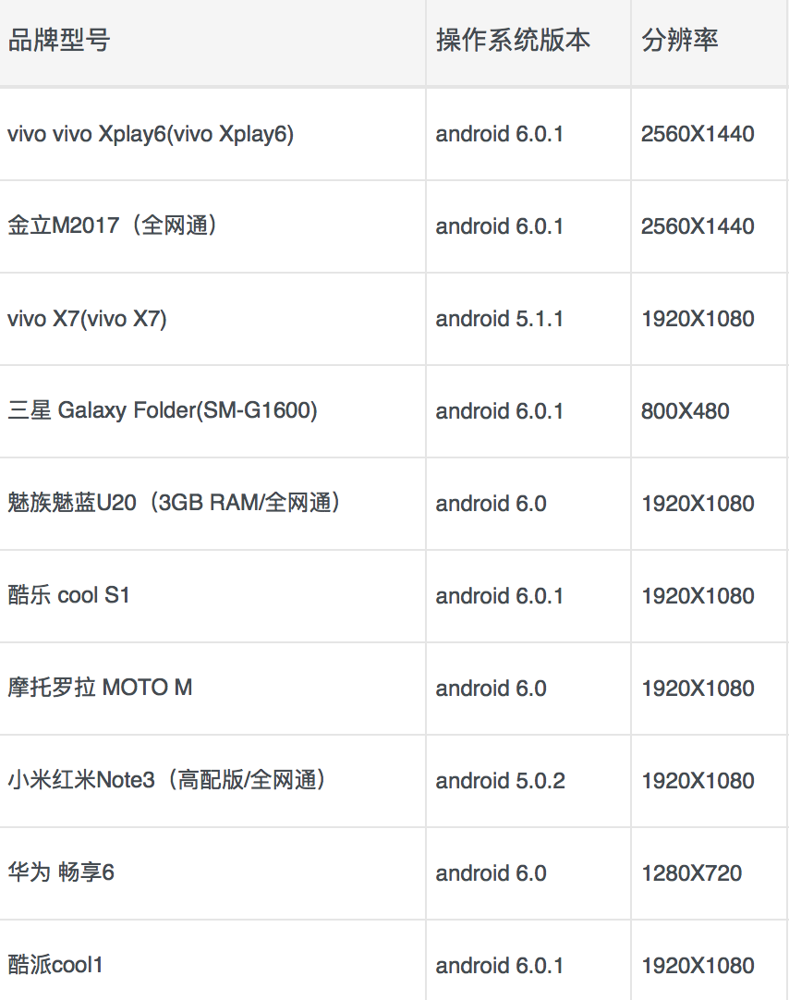 品牌型号 操作系统版本 分辨率
vivo vivo Xplay6(vivo Xplay6) android 6.0.1 2560X1440
金立M2017（全网通） android 6.0.1 2560X1440
vivo X7(vivo X7) android 5.1.1 1920X1080
三星 Galaxy Folder(SM-G1600) android 6.0.1 800X480
魅族魅蓝U20（3GB RAM/全网通） android 6.0 1920X1080
酷乐 cool S1 android 6.0.1 1920X1080
摩托罗拉 MOTO M android 6.0 1920X1080
小米红米Note3（高配版/全网通） android 5.0.2 1920X1080
华为 畅享6 android 6.0 1280X720
酷派cool1 android 6.0.1 1920X1080